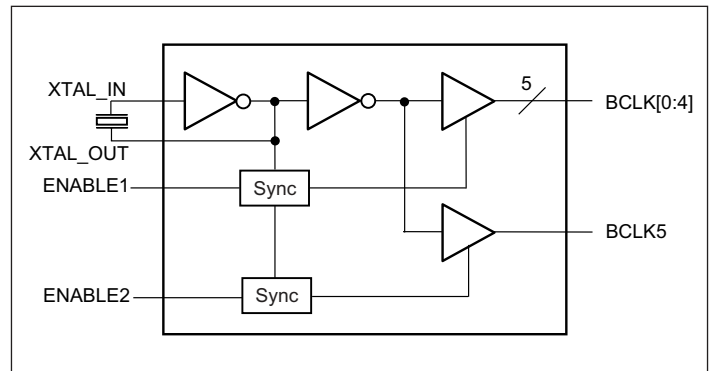 XTAL_IN
5
BCLK[0:4]
XTAL_OUT
ENABLE1
Sync
BCLK5
ENABLE2
Sync